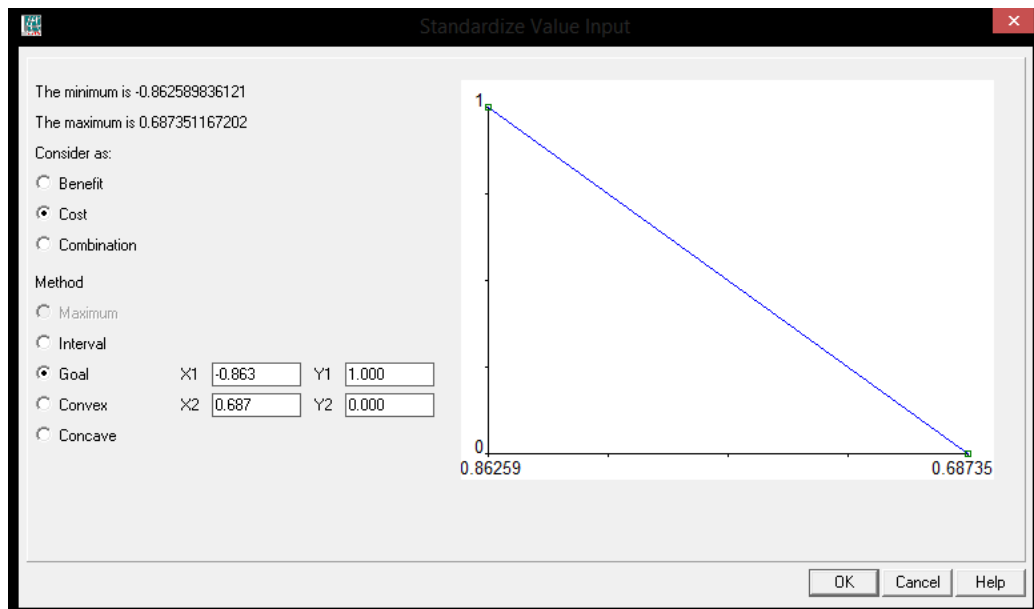 Standardize Value Input
The minimum is -0.862589836121
The maximum is 0.687351167202
Consider as:
Benefit
Cost
Combination
Method
Maximum
Interval
Goal X1 -0.863 Y1 1.000
Convex X2 0.687 Y2 0.000
Concave
1
0
0.86259 0.68735
OK Cancel Help